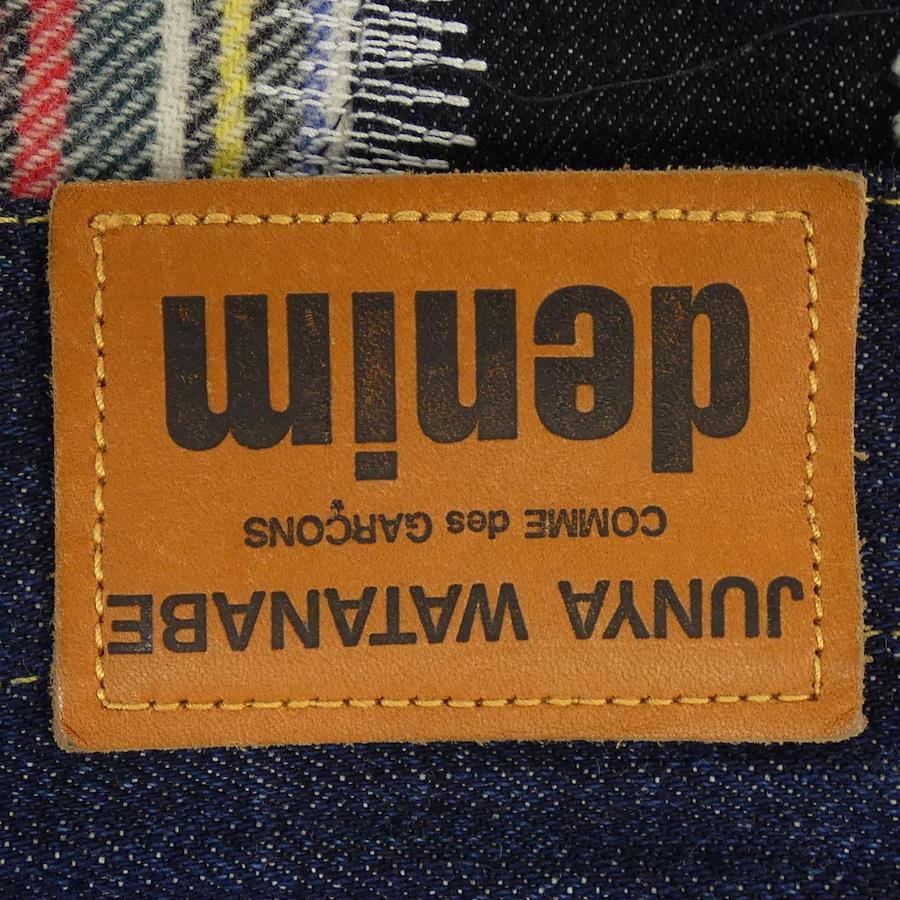 JUNYA WATANABE
COMME des GARÇONS
denim